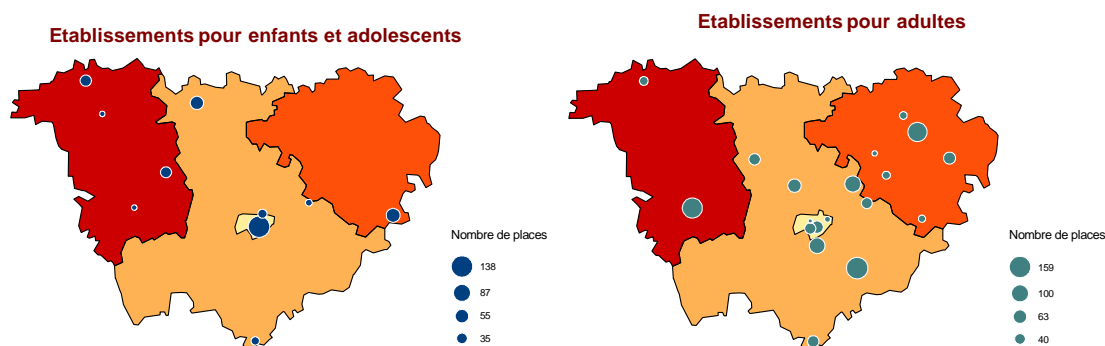 Etablissements pour enfants et adolescents
Nombre de places
138
87
55
35
Etablissements pour adultes
Nombre de places
159
100
63
40